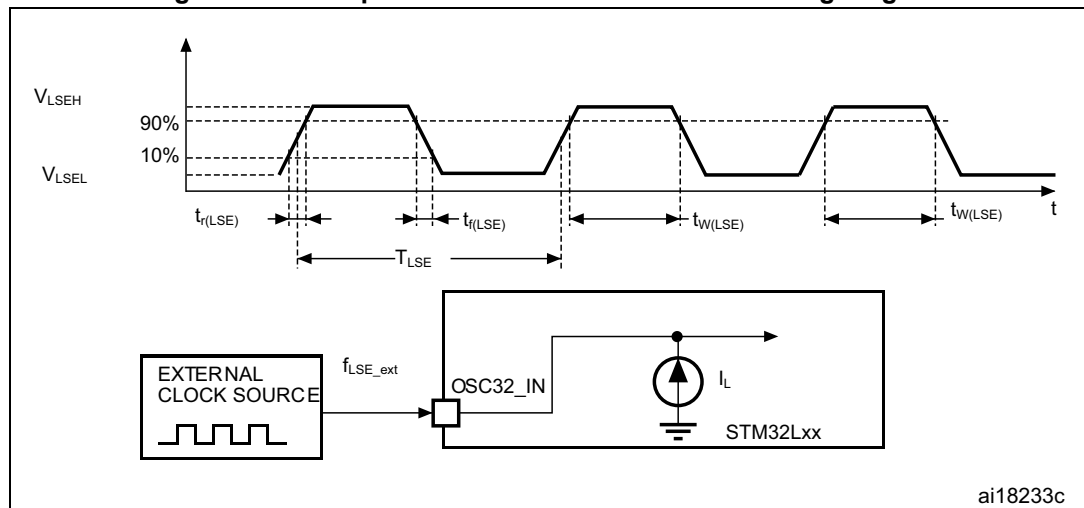 V_LSEH
90%
10%
V_LSEL
t_r(LSE)
t_f(LSE)
t_W(LSE)
t_W(LSE)
t
T_LSE
EXTERNAL
CLOCK SOURCE
f_LSE_ext
OSC32_IN
I_L
STM32Lxx
ai18233c